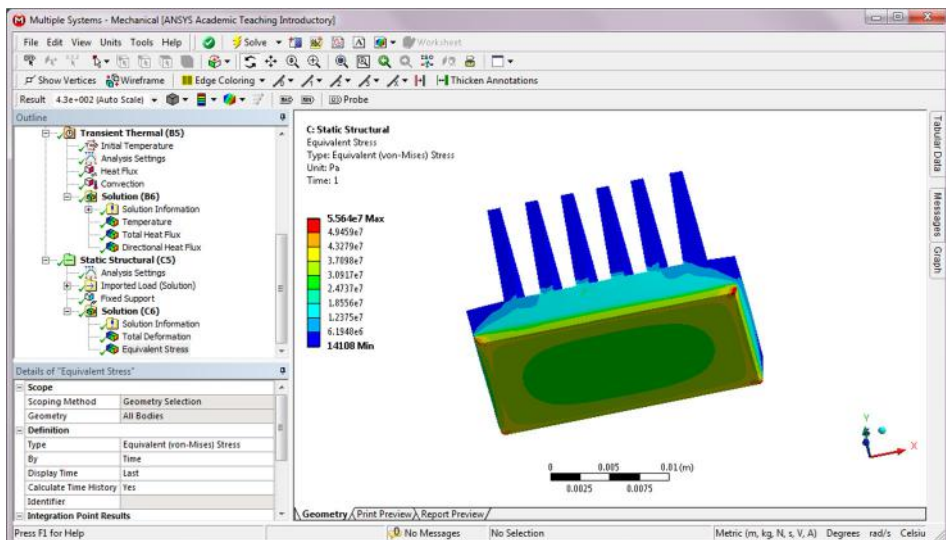 Multiple Systems - Mechanical [ANSYS Academic Teaching Introductory]
File Edit View Units Tools Help Solve Worksheet
Show Vertices Wireframe Edge Coloring Thicken Annotations
Result 4.3e+002 (Auto Scale) Probe
Outline
Transient Thermal (B5)
Initial Temperature
Analysis Settings
Heat Flux
Convection
Solution (B6)
Solution Information
Temperature
Total Heat Flux
Directional Heat Flux
Static Structural (C5)
Analysis Settings
Imported Load (Solution)
Fixed Support
Solution (C6)
Solution Information
Total Deformation
Equivalent Stress
Details of "Equivalent Stress"
Scope
Scoping Method Geometry Selection
Geometry All Bodies
Definition
Type Equivalent (von-Mises) Stress
By Time
Display Time Last
Calculate Time History Yes
Identifier
Integration Point Results
C: Static Structural
Equivalent Stress
Type: Equivalent (von-Mises) Stress
Unit: Pa
Time: 1
5.564e7 Max
4.9459e7
4.3279e7
3.7098e7
3.0917e7
2.4737e7
1.8556e7
1.2375e7
6.1948e6
14108 Min
0 0.005 0.01 (m)
0.0025 0.0075
Y
X
Geometry Print Preview Report Preview
Tabular Data
Messages
Graph
Press F1 for Help No Messages No Selection Metric (m, kg, N, s, V, A) Degrees rad/s Celsiu